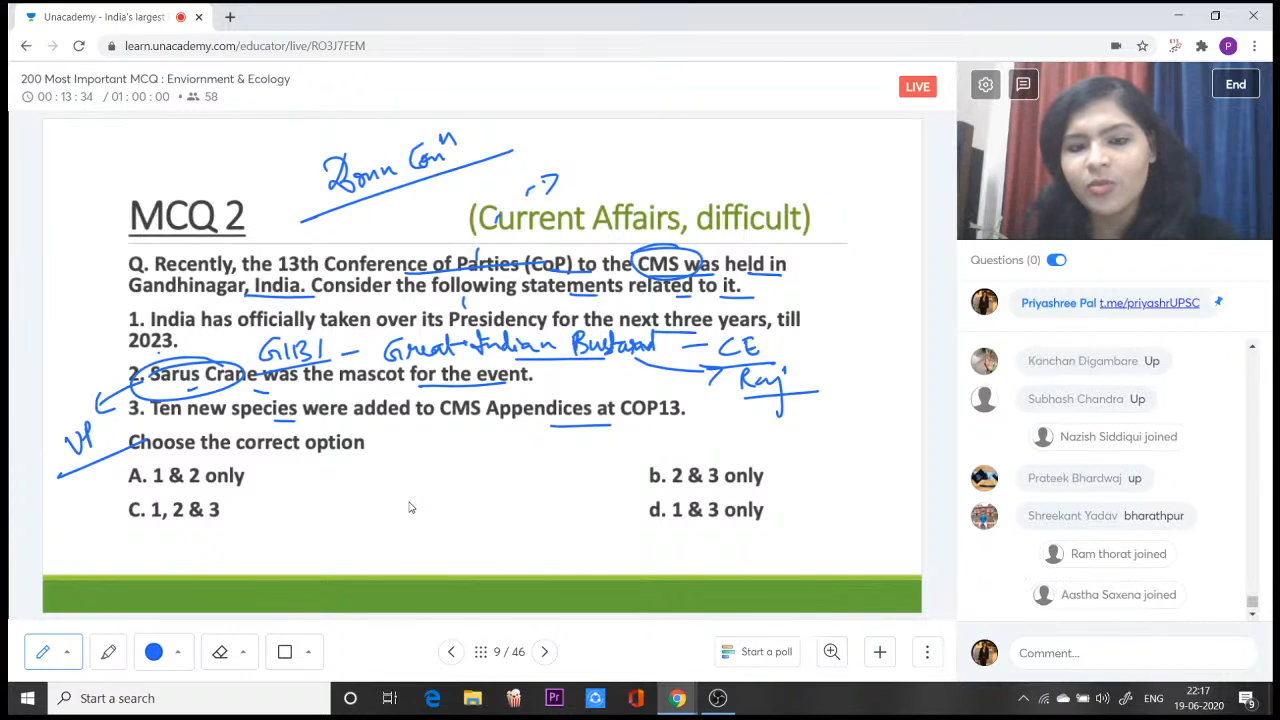 Unacademy - India's largest
learn.unacademy.com/educator/live/RO3J7FEM
P
200 Most Important MCQ : Enviornment & Ecology
00 : 13 : 34 / 01 : 00 : 00 • 58
LIVE
End
Conn
MCQ 2
(Current Affairs, difficult)
Q. Recently, the 13th Conference of Parties (CoP) to the CMS was held in
Gandhinagar, India. Consider the following statements related to it.
1. India has officially taken over its Presidency for the next three years, till
2023.
GIBI – Great Indian Bustard – CE
2. Sarus Crane was the mascot for the event.
Raj
3. Ten new species were added to CMS Appendices at COP13.
Choose the correct option
A. 1 & 2 only
b. 2 & 3 only
C. 1, 2 & 3
d. 1 & 3 only
Questions (0)
Priyashree Pal t.me/priyashrUPSC
Kanchan Digambare Up
Subhash Chandra Up
Nazish Siddiqui joined
Prateek Bhardwaj up
Shreekant Yadav bharathpur
Ram thorat joined
Aastha Saxena joined
Comment...
9 / 46
Start a poll
Start a search
Pr
ENG
22:17
19-06-2020
9